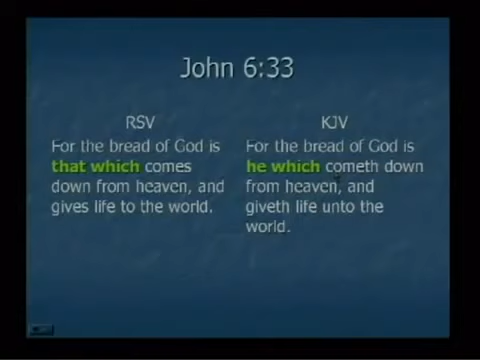 John 6:33
RSV
For the bread of God is
that which comes
down from heaven, and
gives life to the world.
KJV
For the bread of God is
he which cometh down
from heaven, and
giveth life unto the
world.